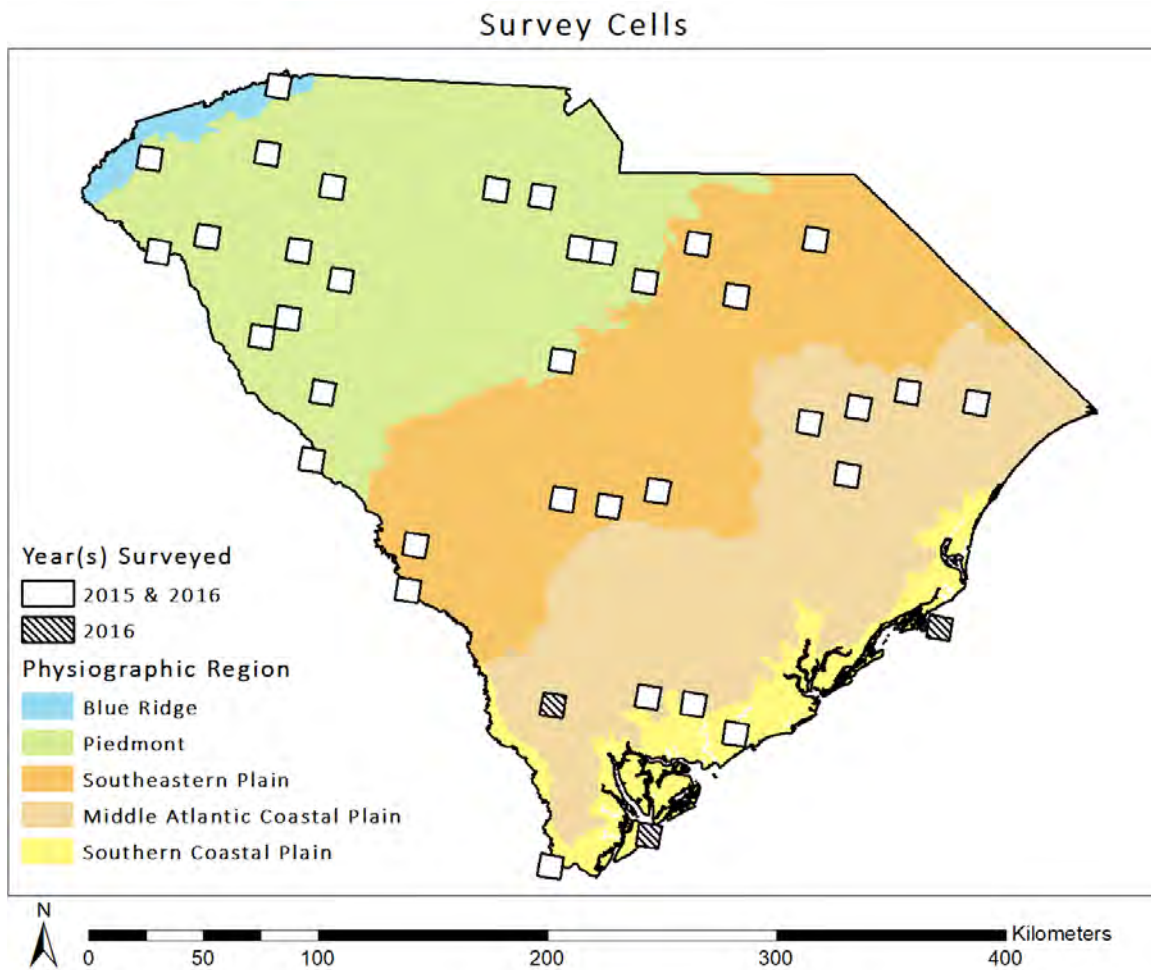 Survey Cells
Year(s) Surveyed
2015 & 2016
2016
Physiographic Region
Blue Ridge
Piedmont
Southeastern Plain
Middle Atlantic Coastal Plain
Southern Coastal Plain
N
Kilometers
0 50 100 200 300 400